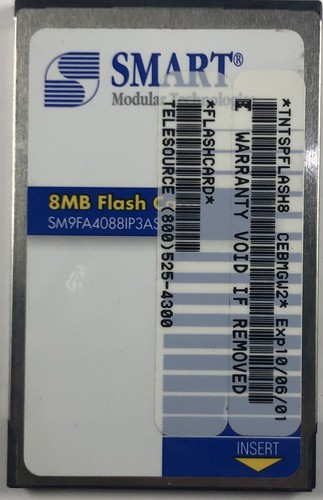 SMART®
Modular Technologies
8MB Flash
SM9FA4088IP3AS
*FLASHCARD*
TELESOURCE (800)525-4300
*TNTSPFLASH8 CEBMGW2* Exp10/06/01
WARRANTY VOID IF REMOVED
INSERT